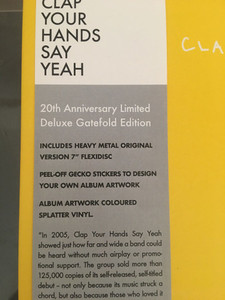 CLAP
YOUR
HANDS
SAY
YEAH
CLA
20th Anniversary Limited
Deluxe Gatefold Edition
INCLUDES HEAVY METAL ORIGINAL
VERSION 7" FLEXIDISC
PEEL-OFF GECKO STICKERS TO DESIGN
YOUR OWN ALBUM ARTWORK
ALBUM ARTWORK COLOURED
SPLATTER VINYL.
"In 2005, Clap Your Hands Say Yeah
showed just how far and wide a band could
be heard without much airplay or promo-
tional support. The group sold more than
125,000 copies of its self-released, self-titled
debut – not only because its music struck a
chord, but also because those who loved it